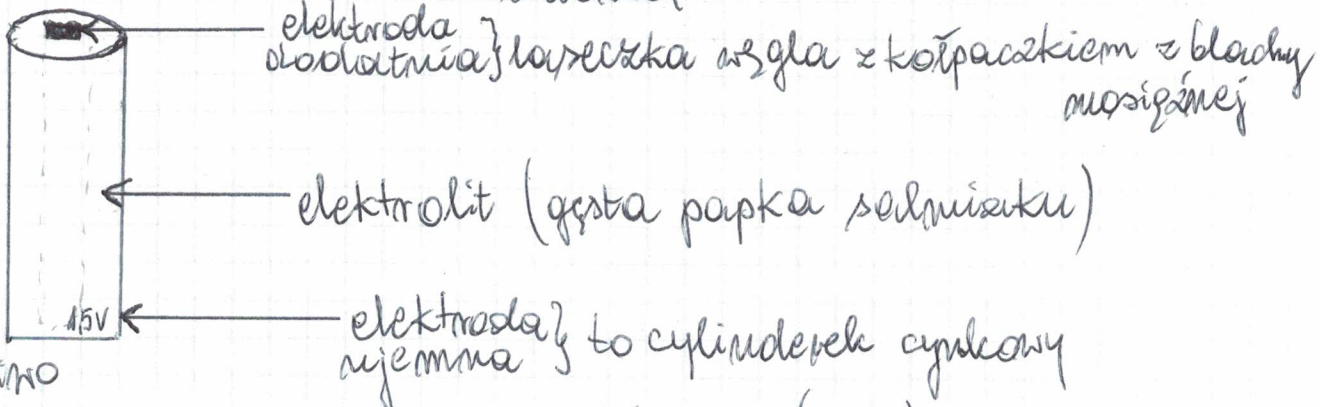 elektroda
dodatnia } laseczka węgla z kołpaczkiem z blachy
mosiężnej
elektrolit (gęsta papka salmiaku)
1,5V
elektroda } to cylinderek cynkowy
ujemna